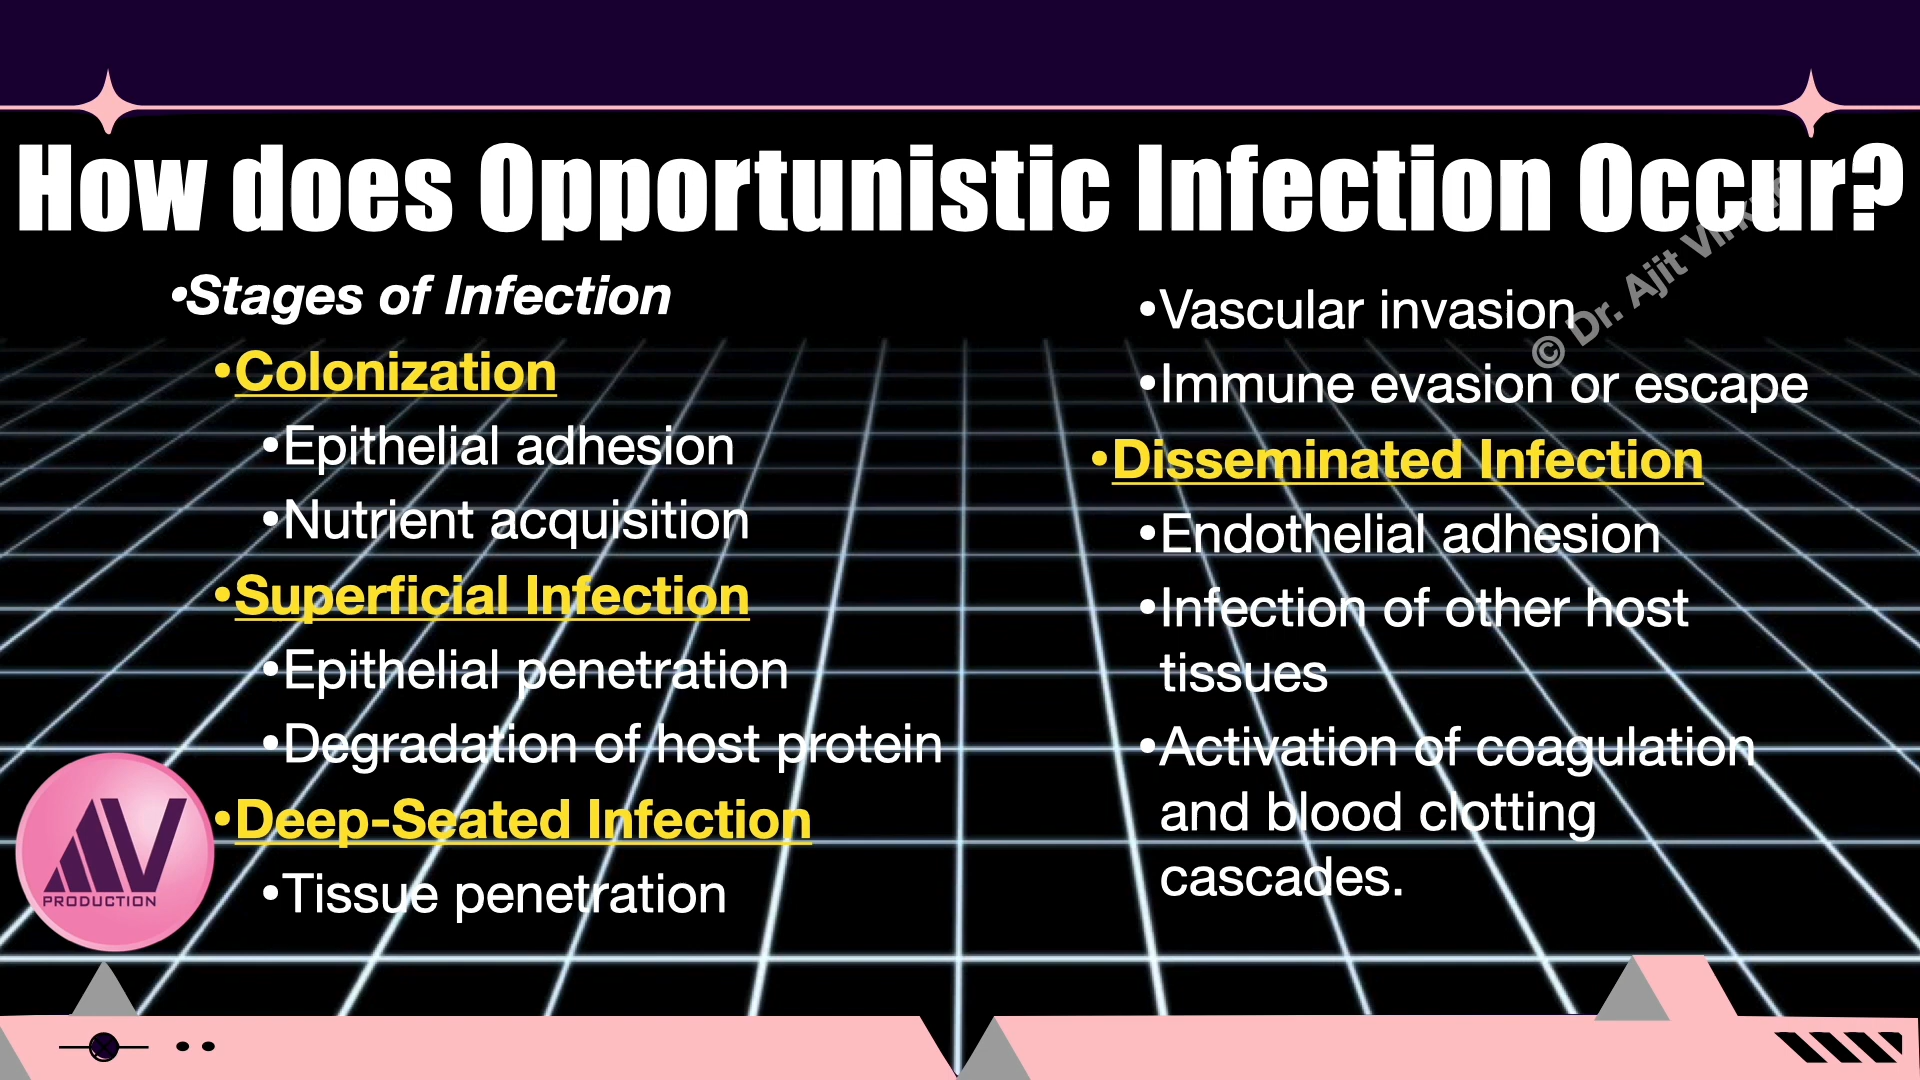 How does Opportunistic Infection Occur?
•Stages of Infection
•Colonization
•Epithelial adhesion
•Nutrient acquisition
•Superficial Infection
•Epithelial penetration
•Degradation of host protein
•Deep-Seated Infection
•Tissue penetration
•Vascular invasion
•Immune evasion or escape
•Disseminated Infection
•Endothelial adhesion
•Infection of other host
tissues
•Activation of coagulation
and blood clotting
cascades.
© Dr. Ajit
AV
PRODUCTION